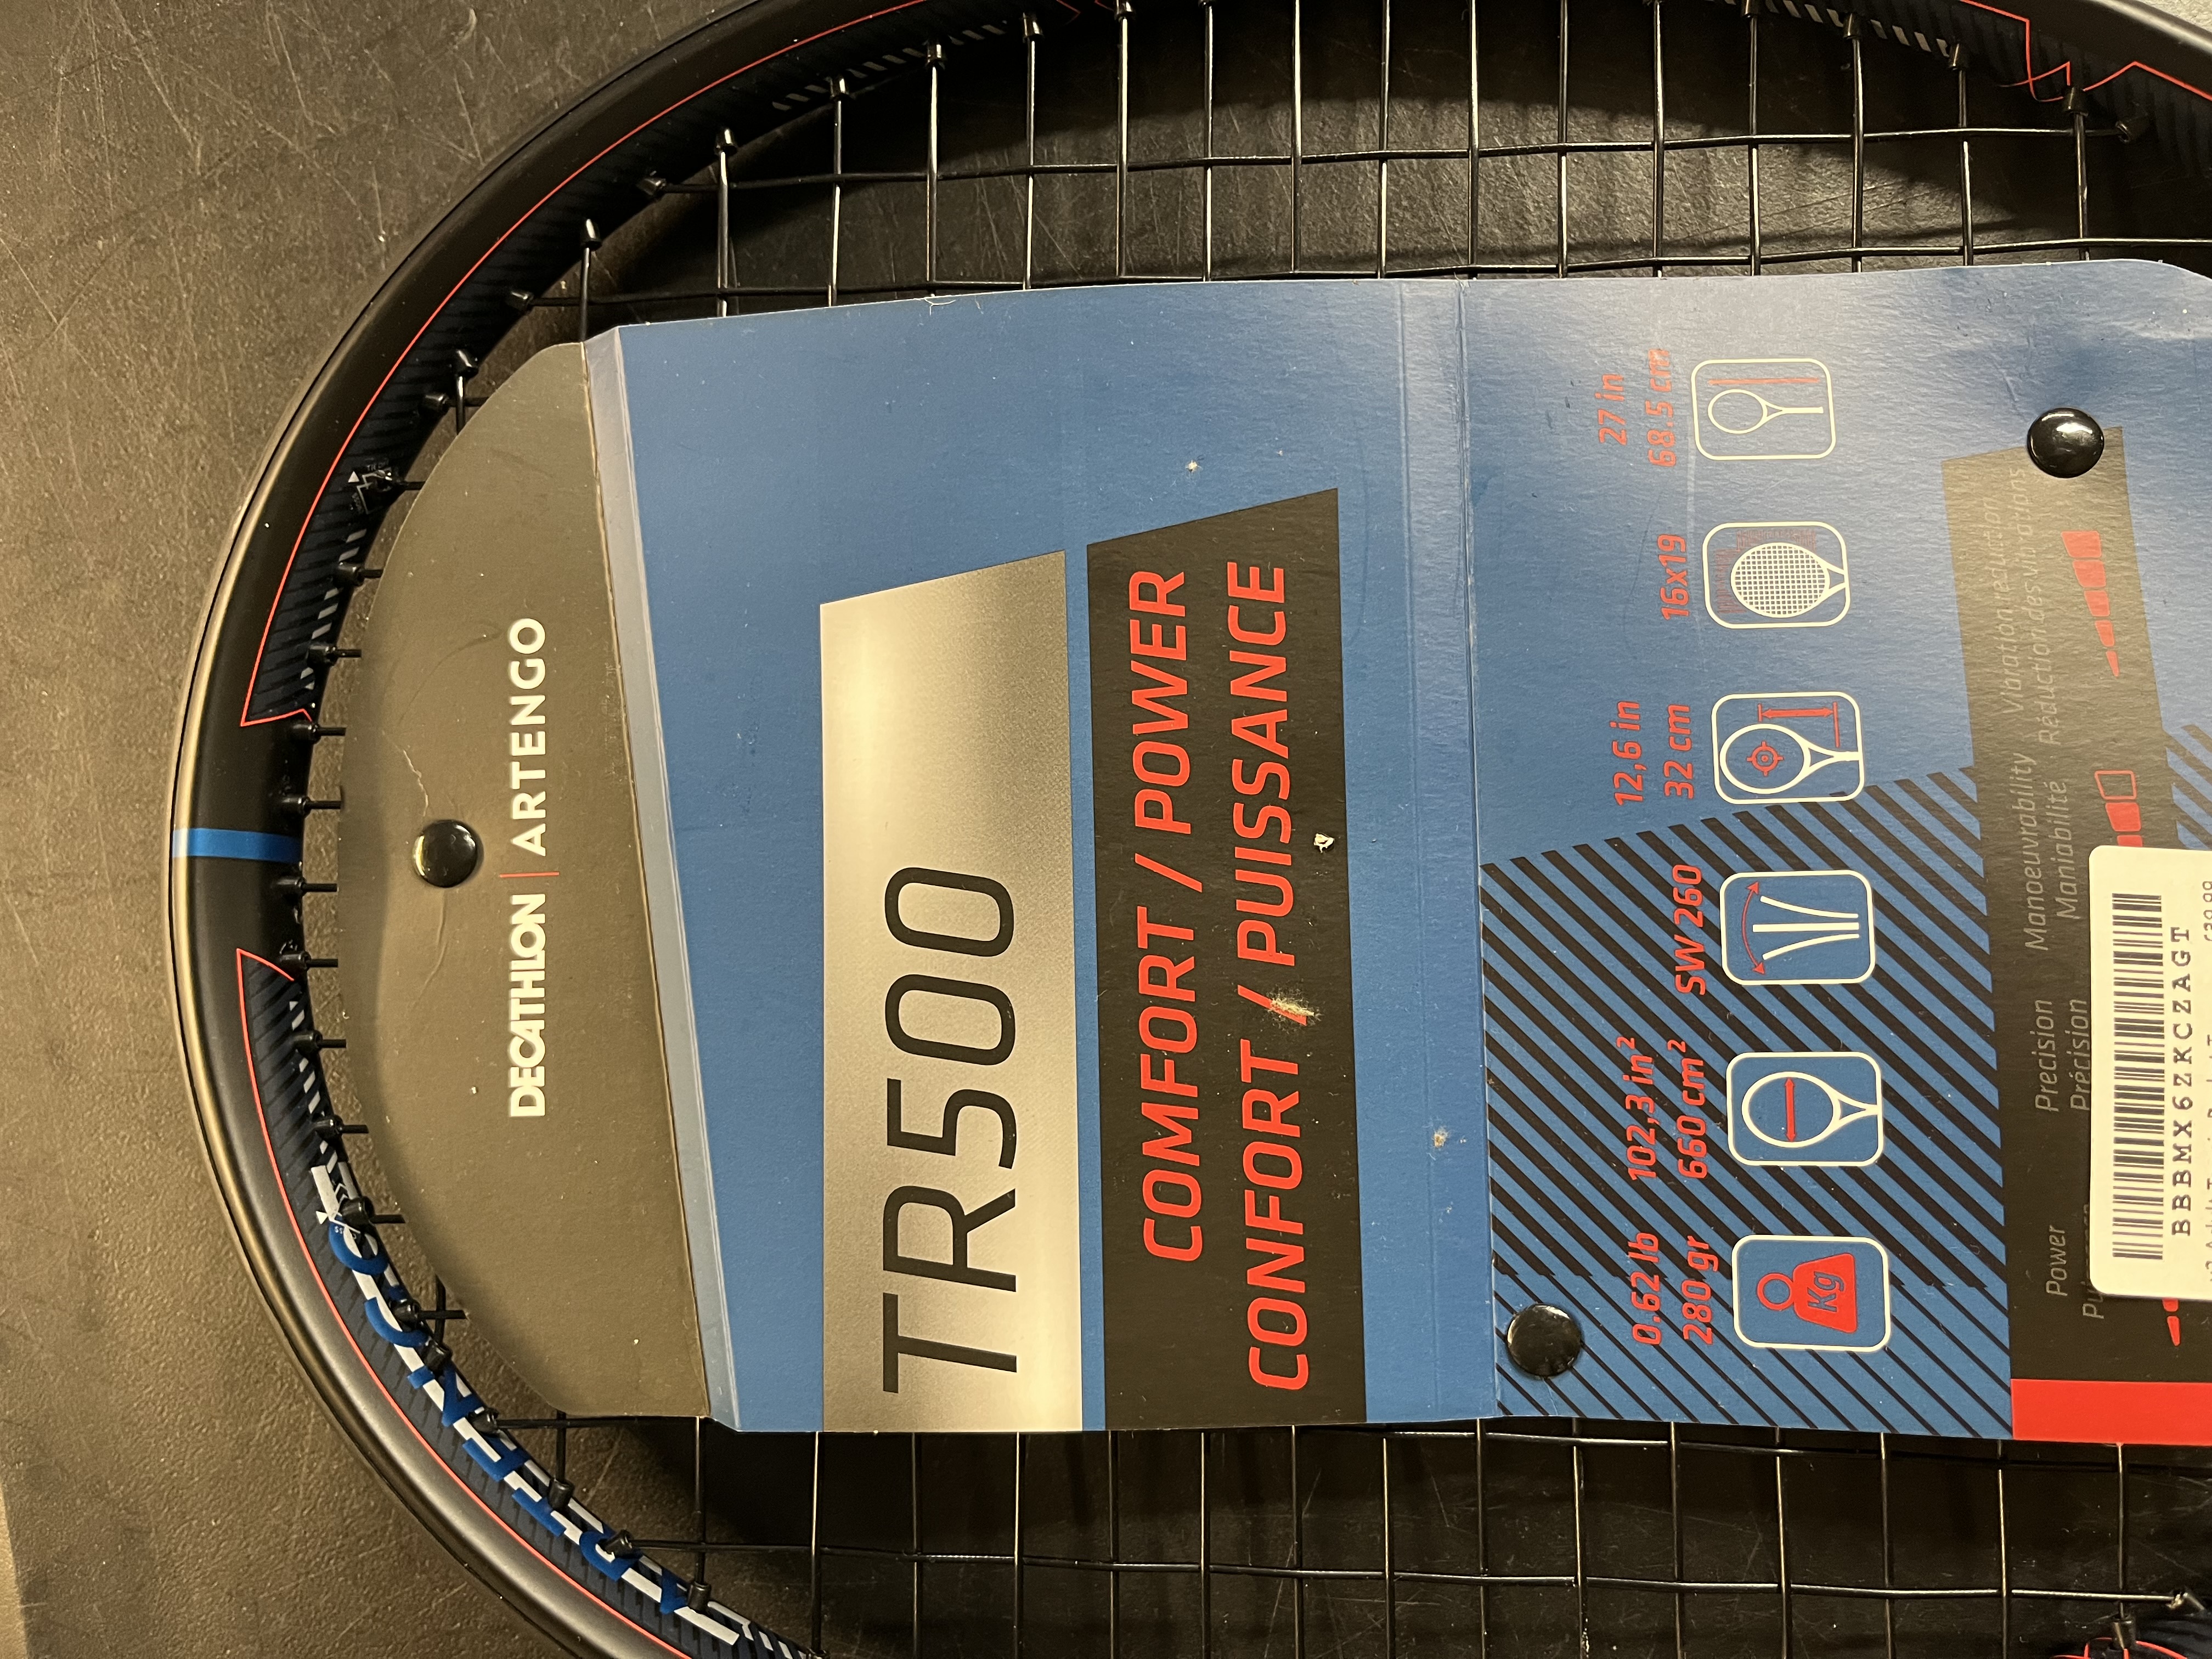 DECATHLON | ARTENGO
TR500
COMFORT / POWER
CONFORT / PUISSANCE
0.62 lb
280 gr
102,3 in²
660 cm²
SW 260
12,6 in
32 cm
16x19
27 in
68.5 cm
Kg
Power
Precision
Précision
Manoeuvrability
Maniabilité
Vibration reduction
Réduction des vibrations
BBBMX6ZKCZAGT